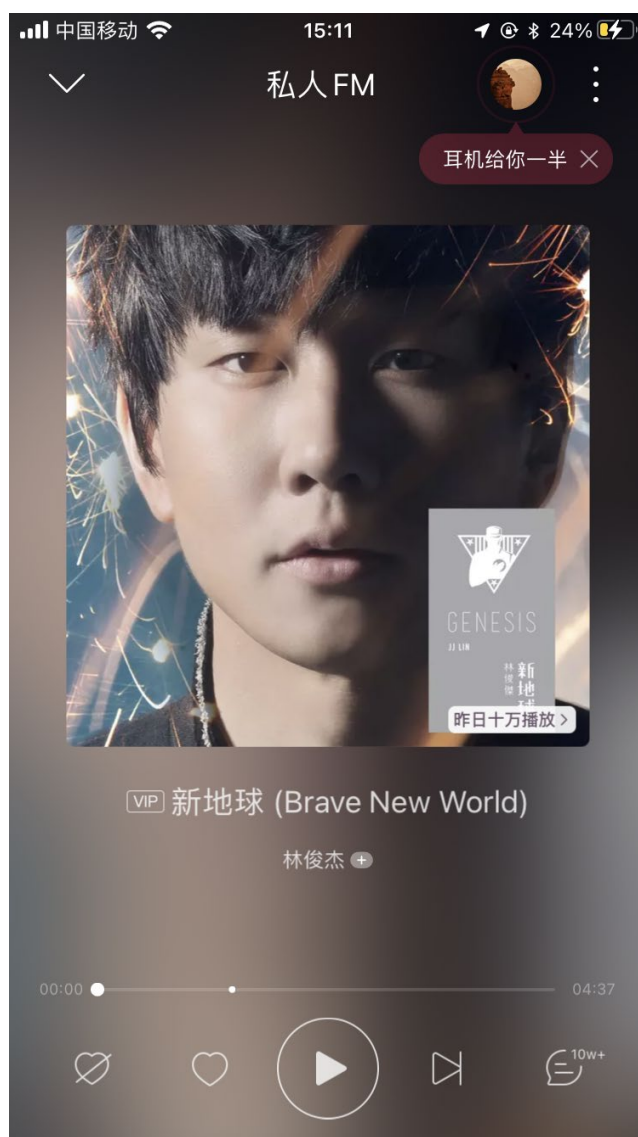 中国移动
15:11
24%
私人FM
耳机给你一半
GENESIS
JJ LIN
新地球
林俊傑
昨日十万播放
VIP 新地球 (Brave New World)
林俊杰
00:00
04:37
10w+